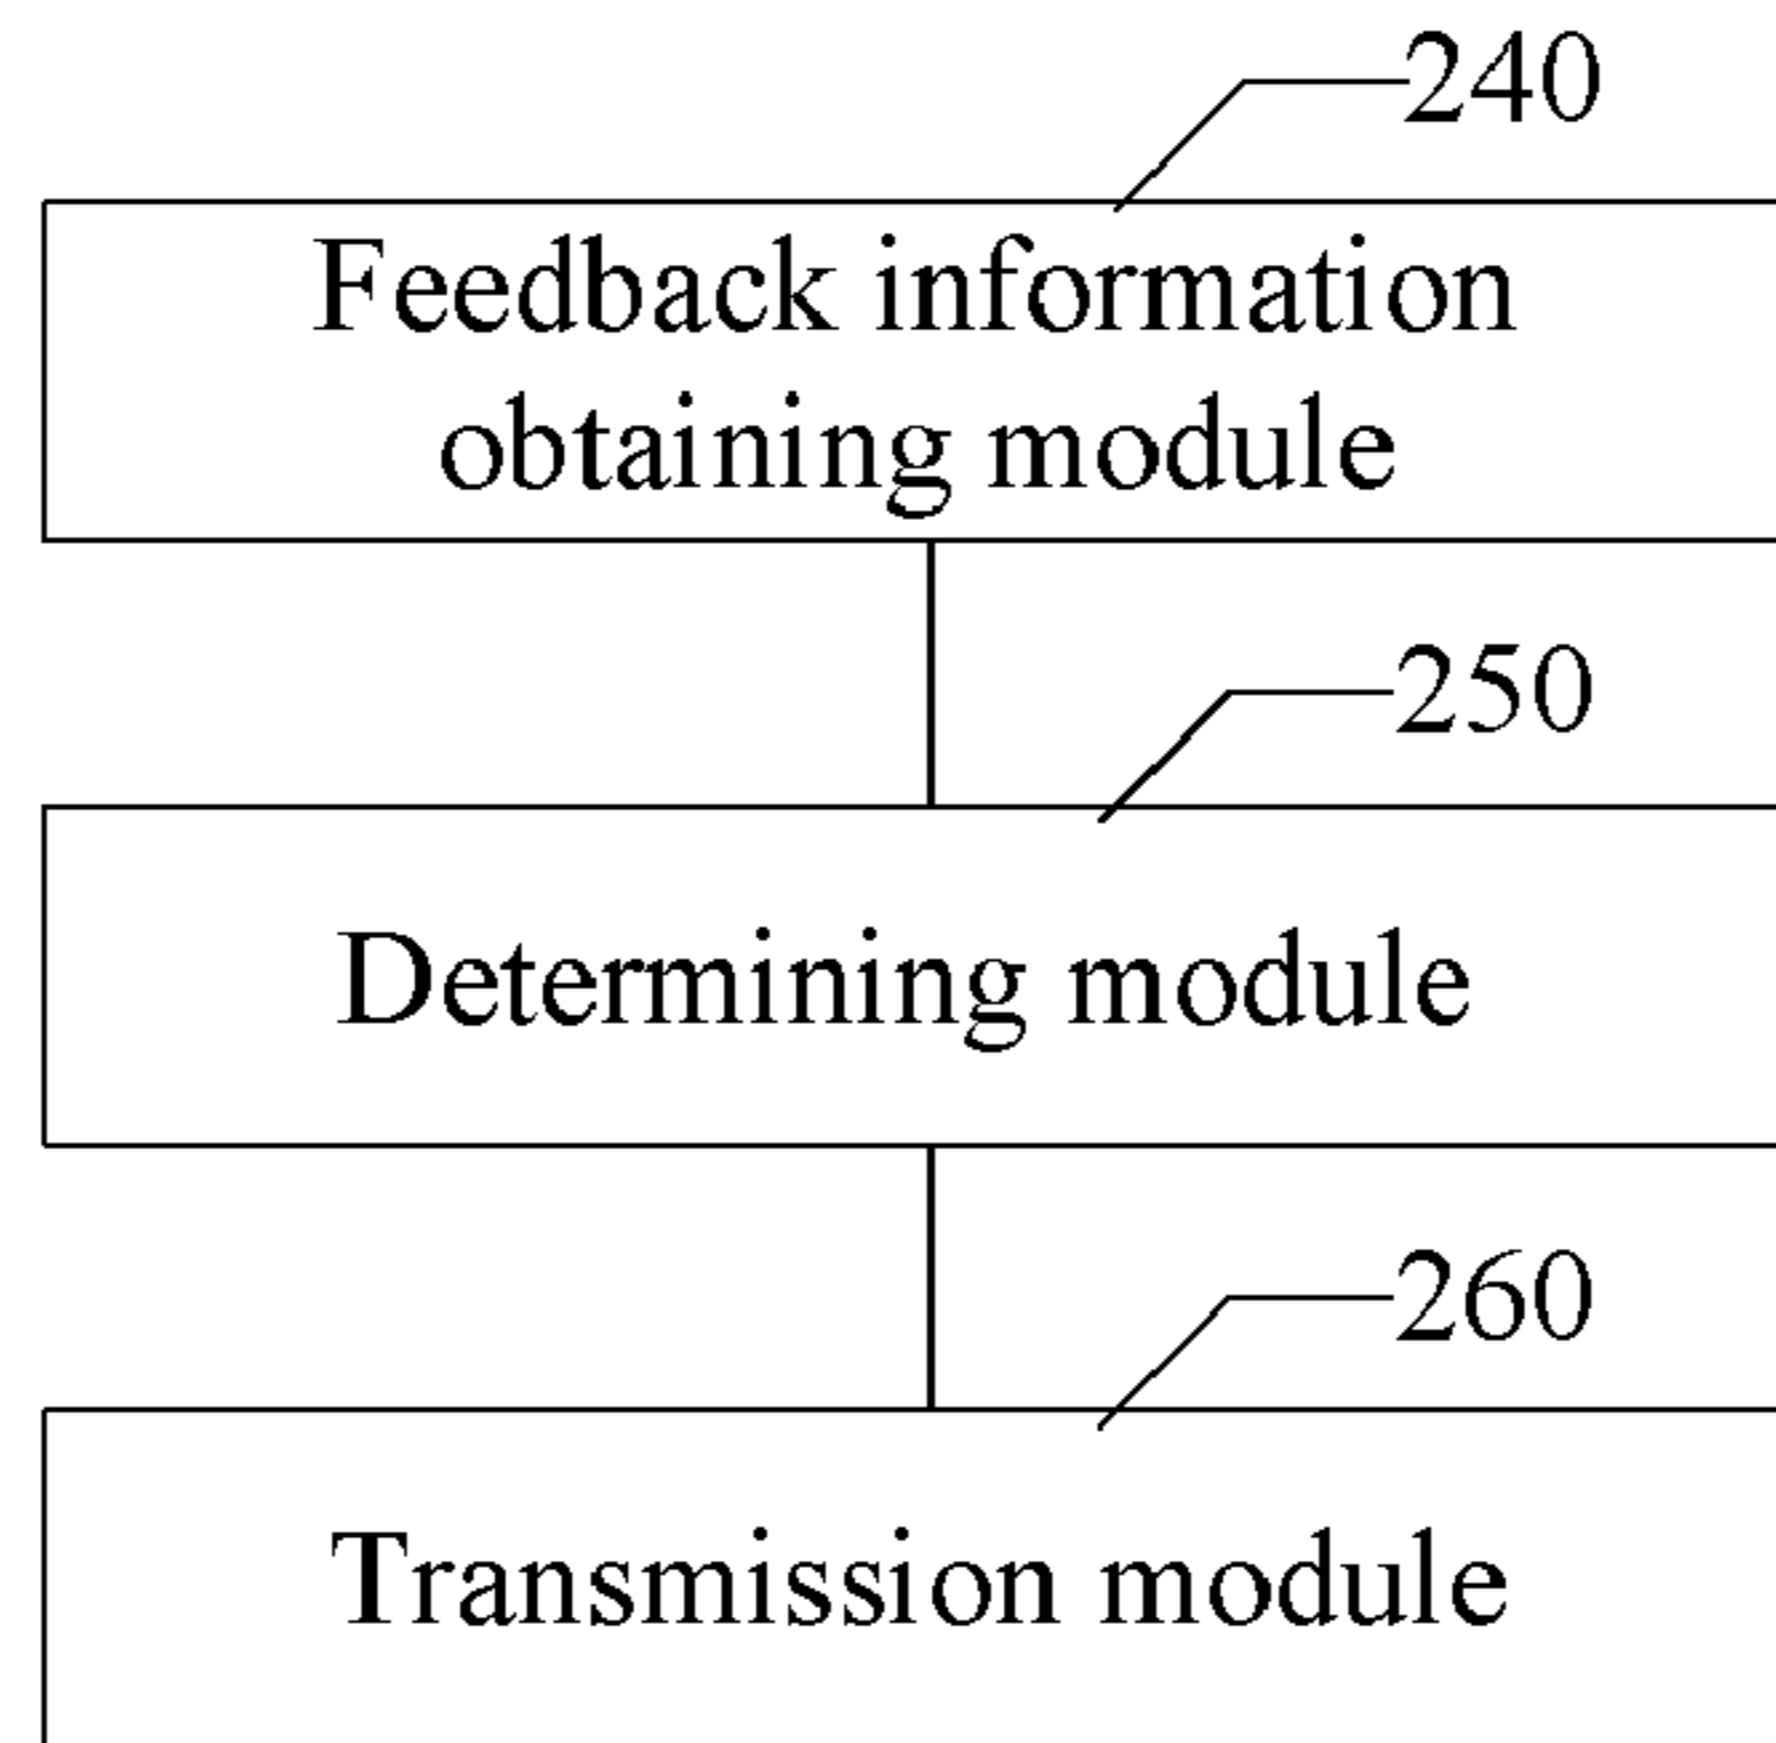 240
Feedback information
obtaining module
250
Determining module
260
Transmission module